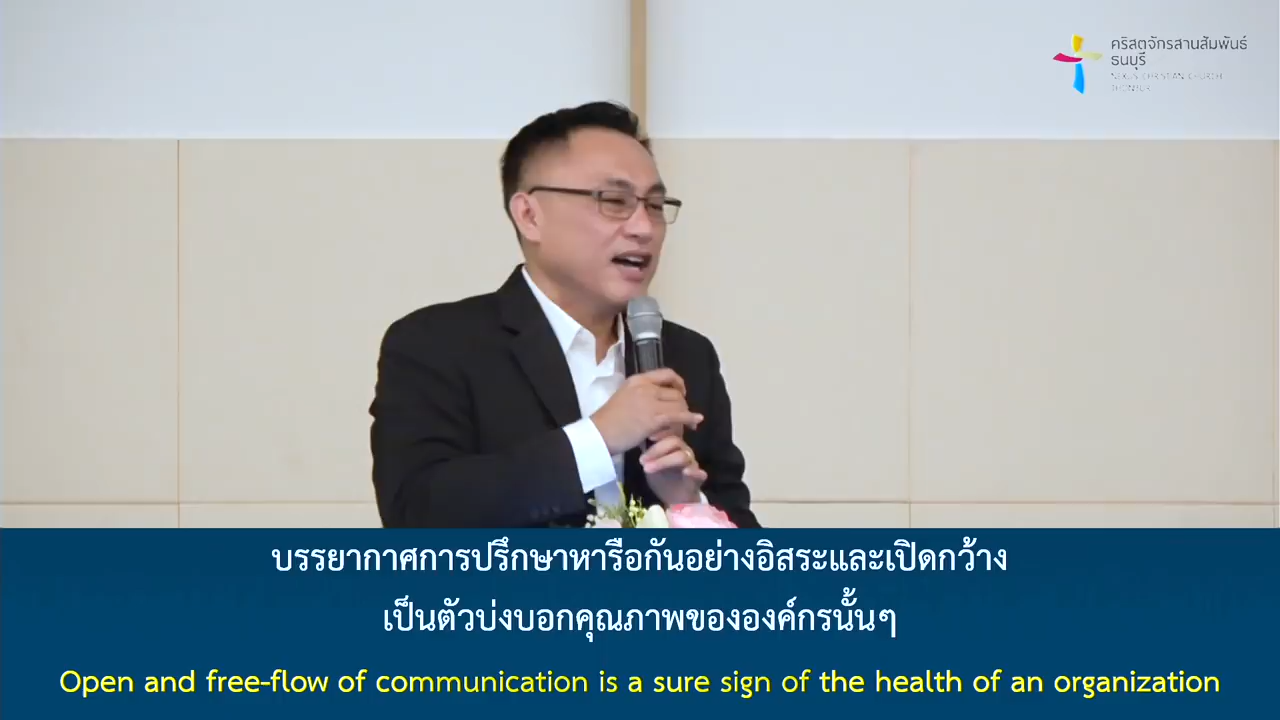 คริสตจักรสานสัมพันธ์
ธนบุรี
NEXUS CHRISTIAN CHURCH
บรรยากาศการปรึกษาหารือกันอย่างอิสระและเปิดกว้าง
เป็นตัวบ่งบอกคุณภาพขององค์กรนั้นๆ
Open and free-flow of communication is a sure sign of the health of an organization